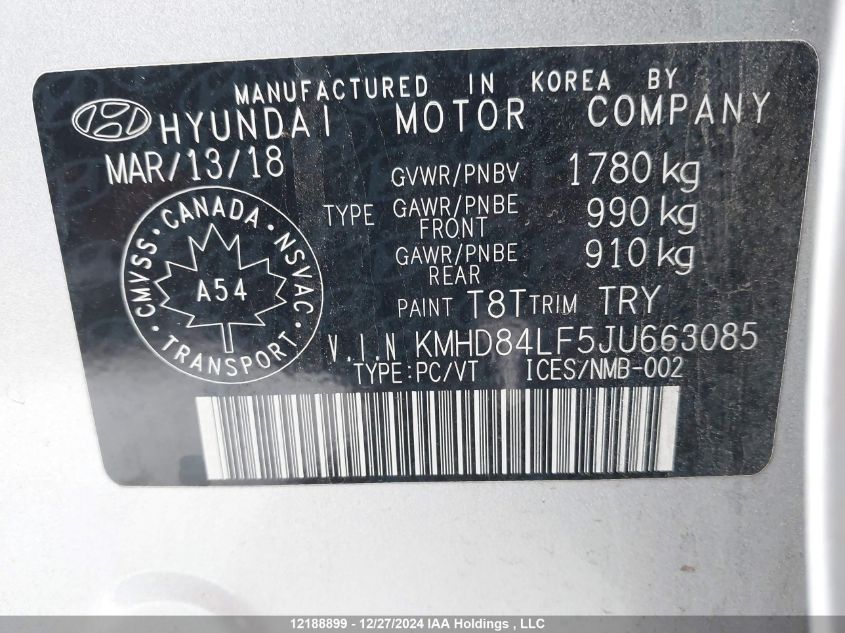 MANUFACTURED IN KOREA BY
HYUNDAI MOTOR COMPANY
MAR/13/18
GVWR/PNBV 1780 kg
TYPE GAWR/PNBE FRONT 990 kg
GAWR/PNBE REAR 910 kg
CMVSS · CANADA · NSVAC · TRANSPORT ·
A54
PAINT T8T TRIM TRY
V.I.N KMHD84LF5JU663085
TYPE:PC/VT ICES/NMB-002
12188899 - 12/27/2024 IAA Holdings , LLC